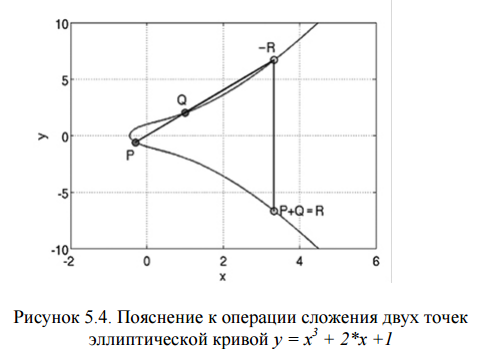 10
−R
5
Q
y
0
P
-5
P+Q=R
-10
-2
0
2
4
6
x
Рисунок 5.4. Пояснение к операции сложения двух точек
эллиптической кривой y = x³ + 2*x +1